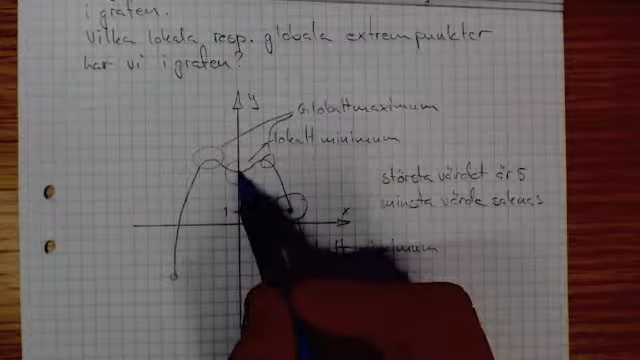 i grafen.
vilka lokala resp. globala extrempunkter
har vi i grafen?
y
Globalt maximum
lokalt minimum
största värdet är 5
minsta värde saknas
1
x